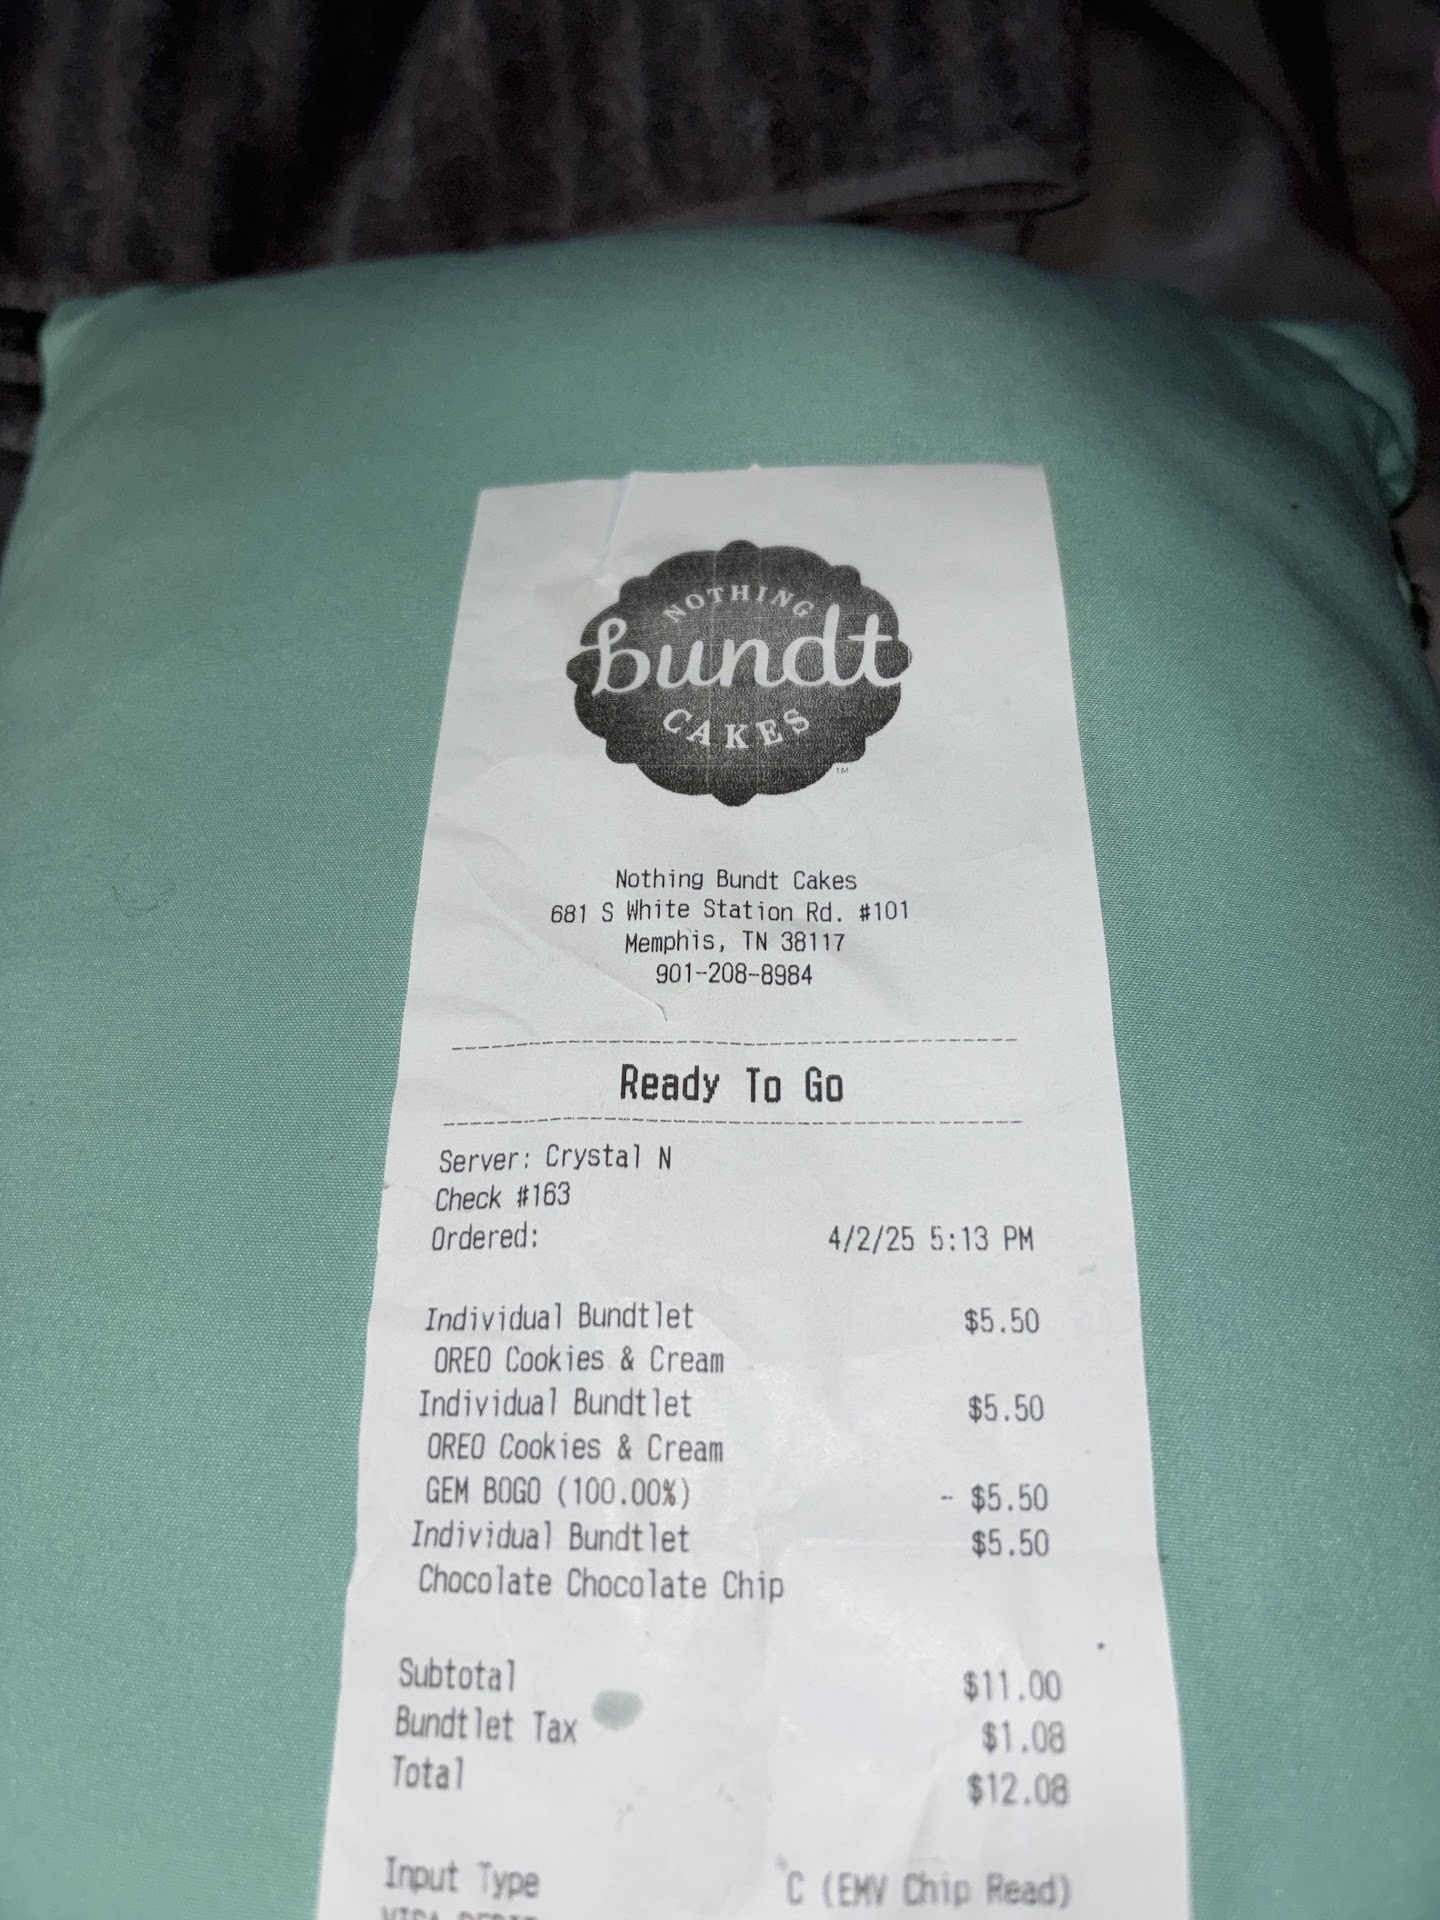 NOTHING
bundt
CAKES
TM
Nothing Bundt Cakes
681 S White Station Rd. #101
Memphis, TN 38117
901-208-8984
Ready To Go
Server: Crystal N
Check #163
Ordered: 4/2/25 5:13 PM
Individual Bundtlet $5.50
OREO Cookies & Cream
Individual Bundtlet $5.50
OREO Cookies & Cream
GEM BOGO (100.00%) - $5.50
Individual Bundtlet $5.50
Chocolate Chocolate Chip
Subtotal $11.00
Bundtlet Tax $1.08
Total $12.08
Input Type C (EMV Chip Read)